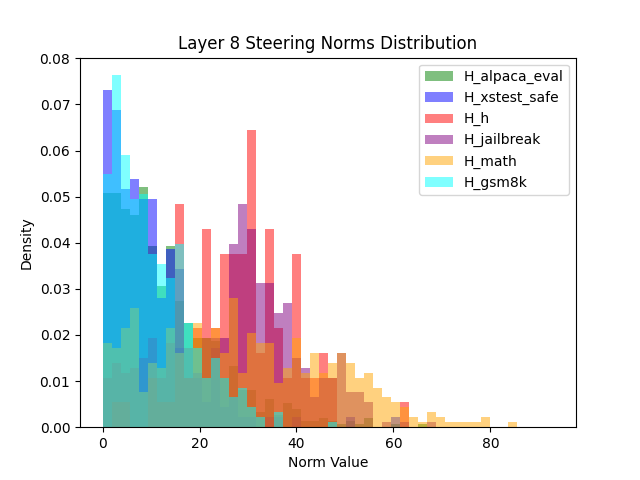 Layer 8 Steering Norms Distribution
H_alpaca_eval
H_xstest_safe
H_h
H_jailbreak
H_math
H_gsm8k
0.08
0.07
0.06
0.05
0.04
0.03
0.02
0.01
0.00
Density
0 20 40 60 80
Norm Value